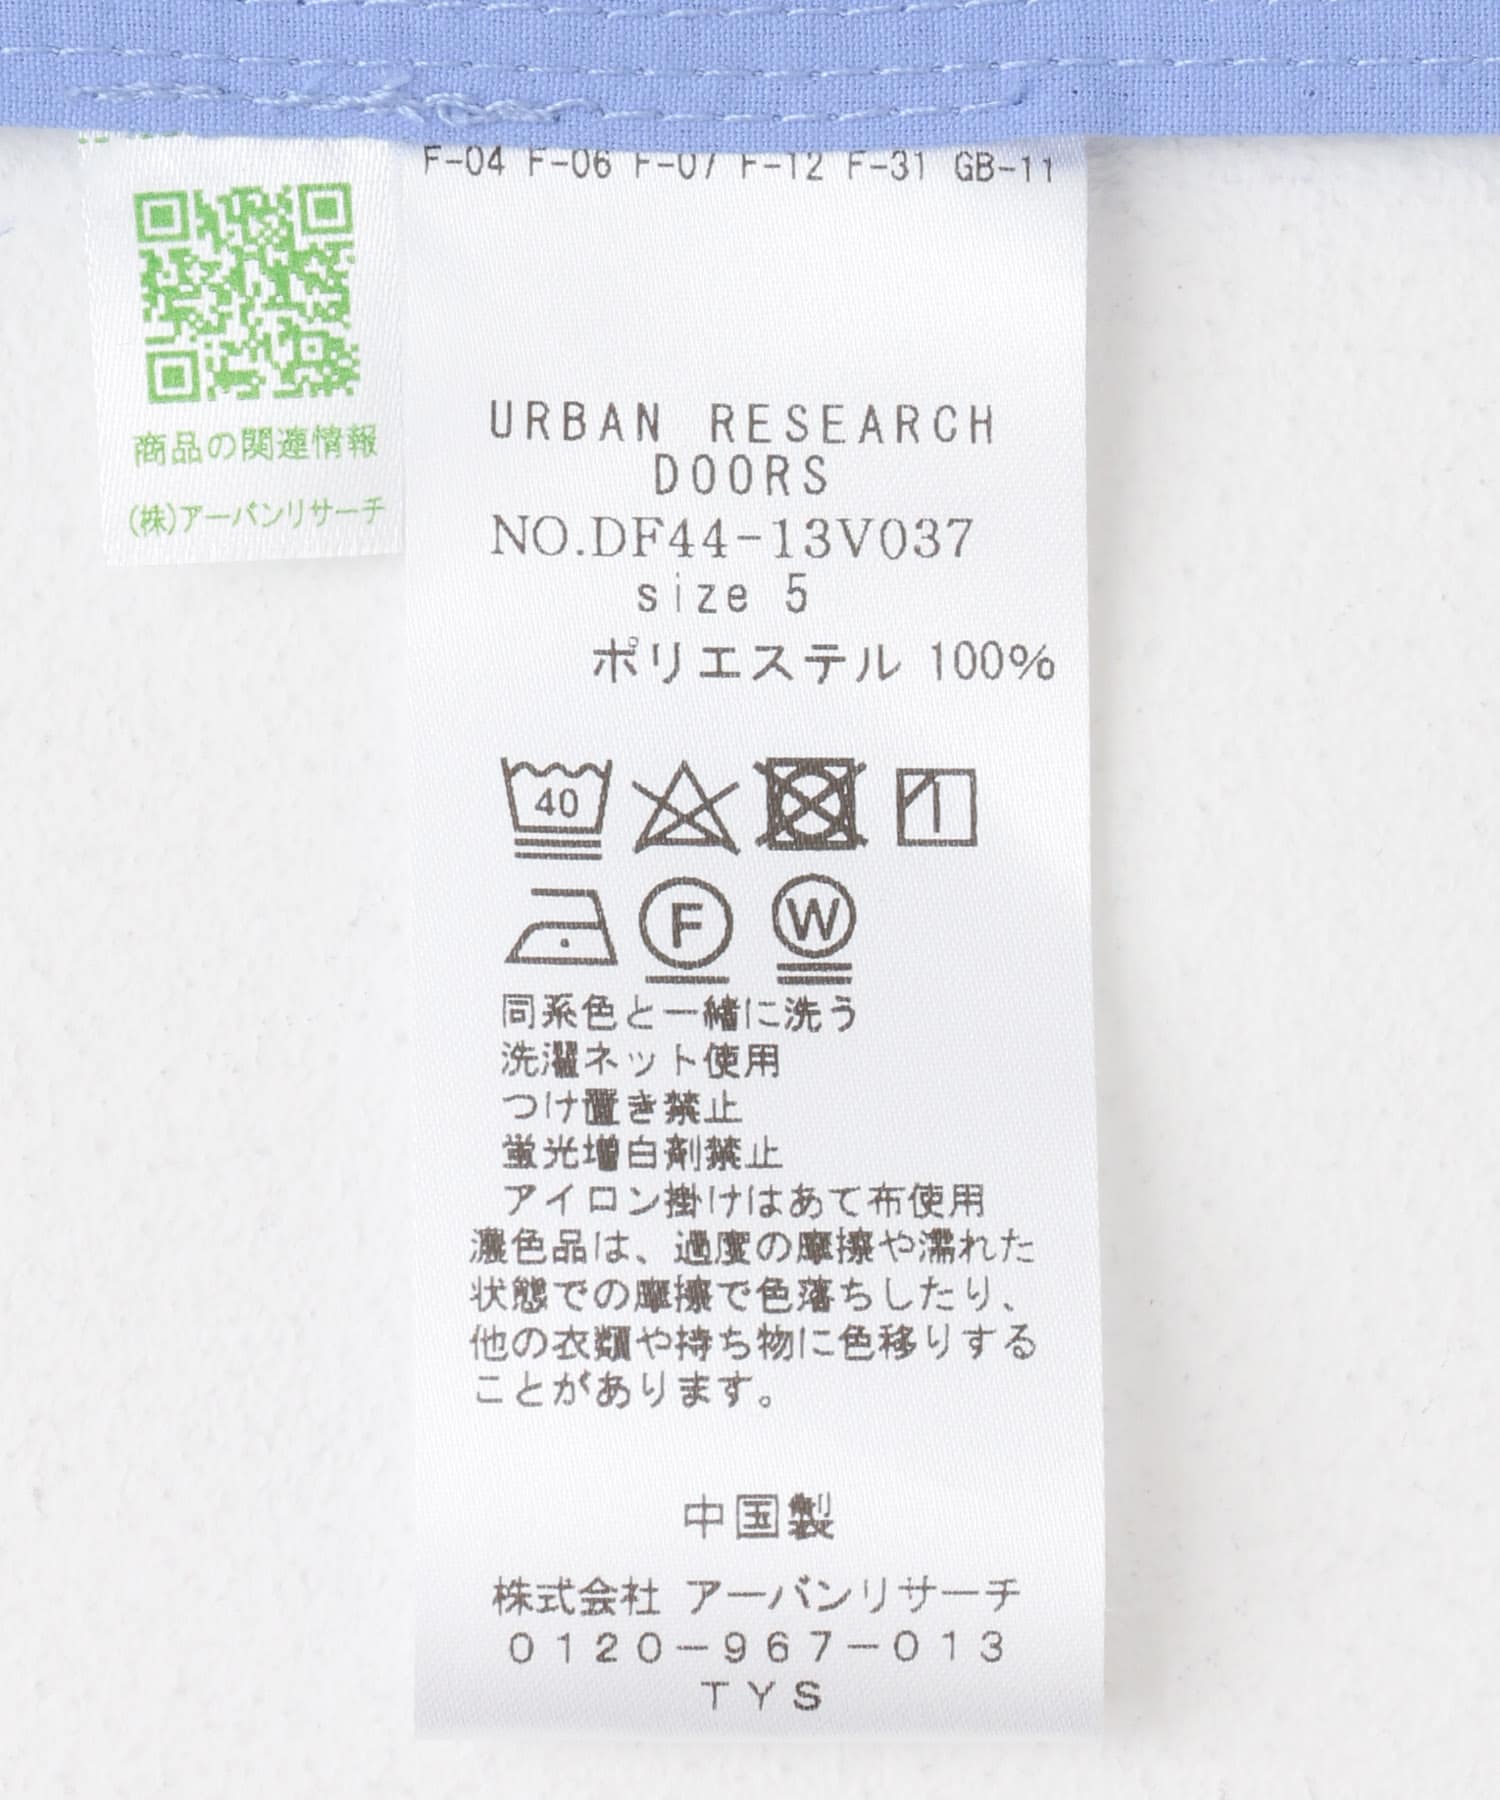 F-04 F-06 F-07 F-12 F-31 GB-11
商品の関連情報
(株)アーバンリサーチ
URBAN RESEARCH
DOORS
NO.DF44-13V037
size 5
ポリエステル 100%
40
F
W
同系色と一緒に洗う
洗濯ネット使用
つけ置き禁止
蛍光増白剤禁止
アイロン掛けはあて布使用
濃色品は、過度の摩擦や濡れた
状態での摩擦で色落ちしたり、
他の衣類や持ち物に色移りする
ことがあります。
中国製
株式会社 アーバンリサーチ
0120-967-013
TYS